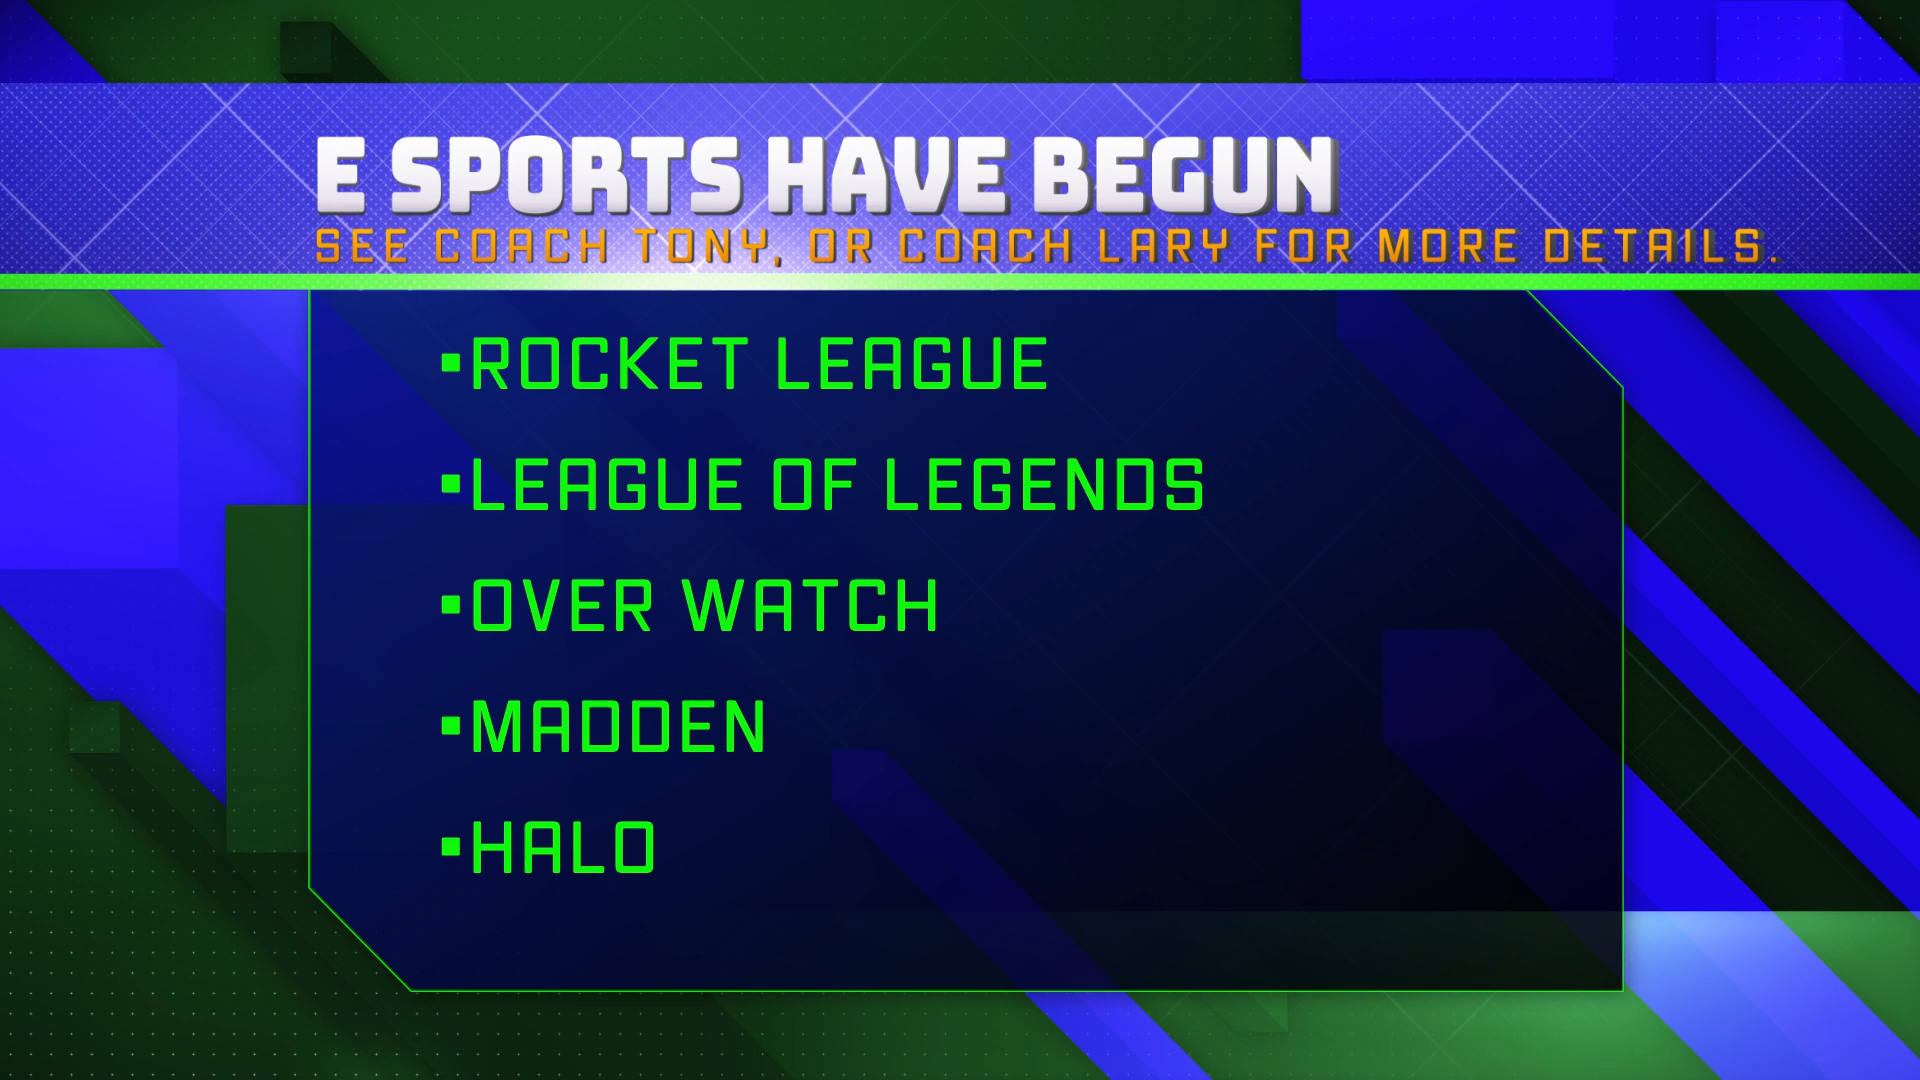 E SPORTS HAVE BEGUN
SEE COACH TONY, OR COACH LARY FOR MORE DETAILS.
▪ROCKET LEAGUE
▪LEAGUE OF LEGENDS
▪OVER WATCH
▪MADDEN
▪HALO